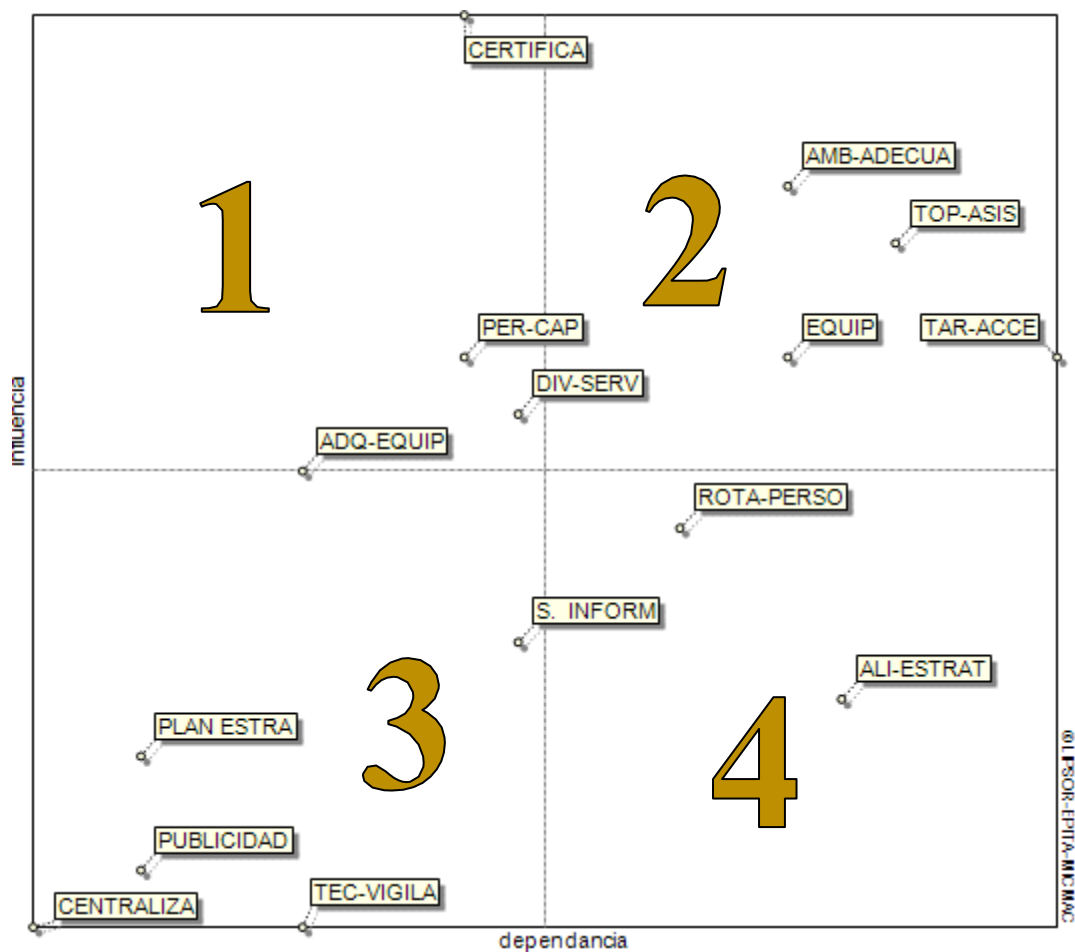 CERTIFICA
AMB-ADECUA
1
2
TOP-ASIS
PER-CAP
EQUIP
TAR-ACCE
DIV-SERV
influencia
ADQ-EQUIP
ROTA-PERSO
S. INFORM
3
ALI-ESTRAT
4
PLAN ESTRA
PUBLICIDAD
CENTRALIZA
TEC-VIGILA
dependancia
© LIPSOR-EPITA-MICMAC